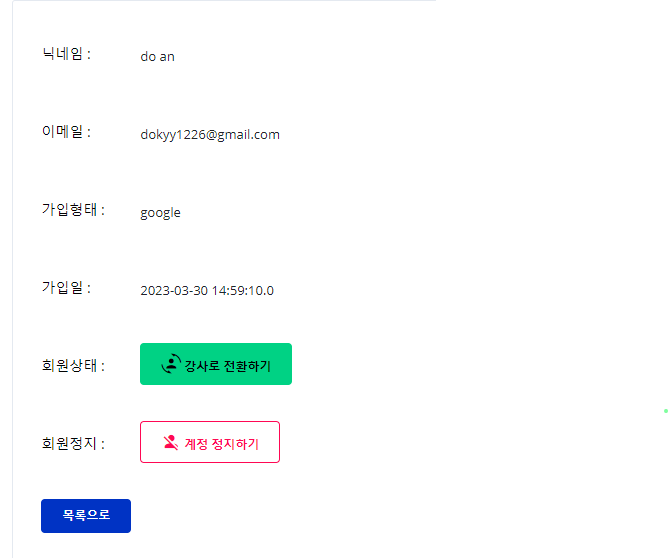 닉네임 : do an
이메일 : dokyy1226@gmail.com
가입형태 : google
가입일 : 2023-03-30 14:59:10.0
회원상태 : 강사로 전환하기
회원정지 : 계정 정지하기
목록으로